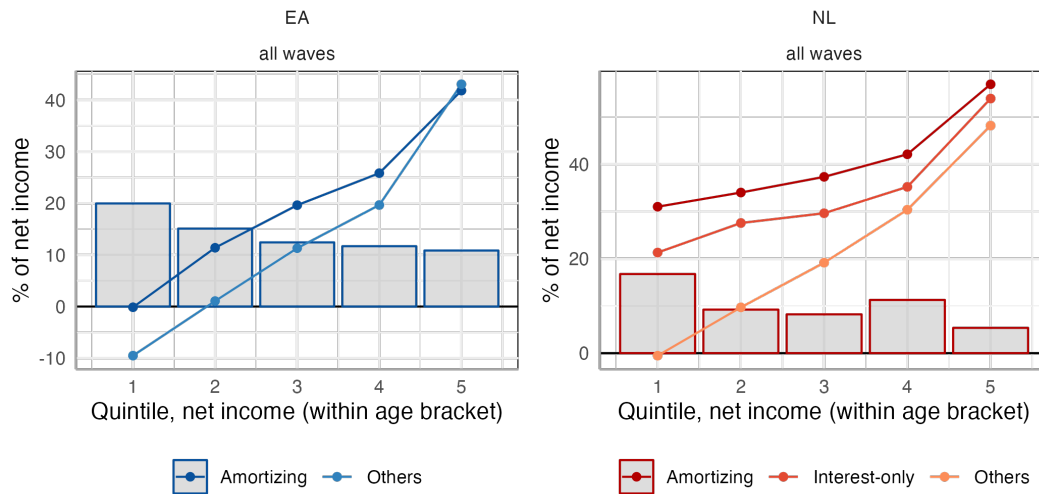 EA
all waves
% of net income
40
30
20
10
0
-10
1 2 3 4 5
Quintile, net income (within age bracket)
Amortizing Others
NL
all waves
% of net income
40
20
0
1 2 3 4 5
Quintile, net income (within age bracket)
Amortizing Interest-only Others